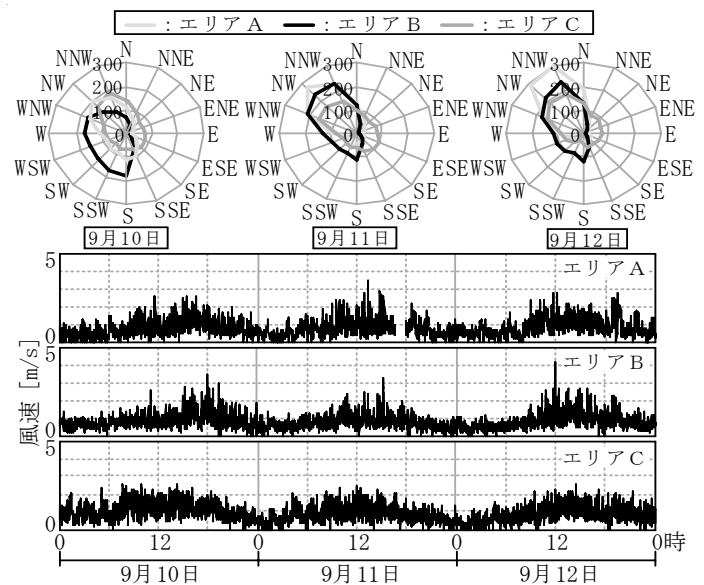 ：エリアA ：エリアB ：エリアC
N NNE NE ENE E ESE SE SSE S SSW SW WSW W WNW NW NNW
300 200 100 0
9月10日
N NNE NE ENE E ESE SE SSE S SSW SW WSW W WNW NW NNW
300 200 100 0
9月11日
N NNE NE ENE E ESE SE SSE S SSW SW WSW W WNW NW NNW
300 200 100 0
9月12日
風速 [m/s]
5 エリアA
0
5 エリアB
0
5 エリアC
0
0 12 0 12 0 12 0時
9月10日 9月11日 9月12日